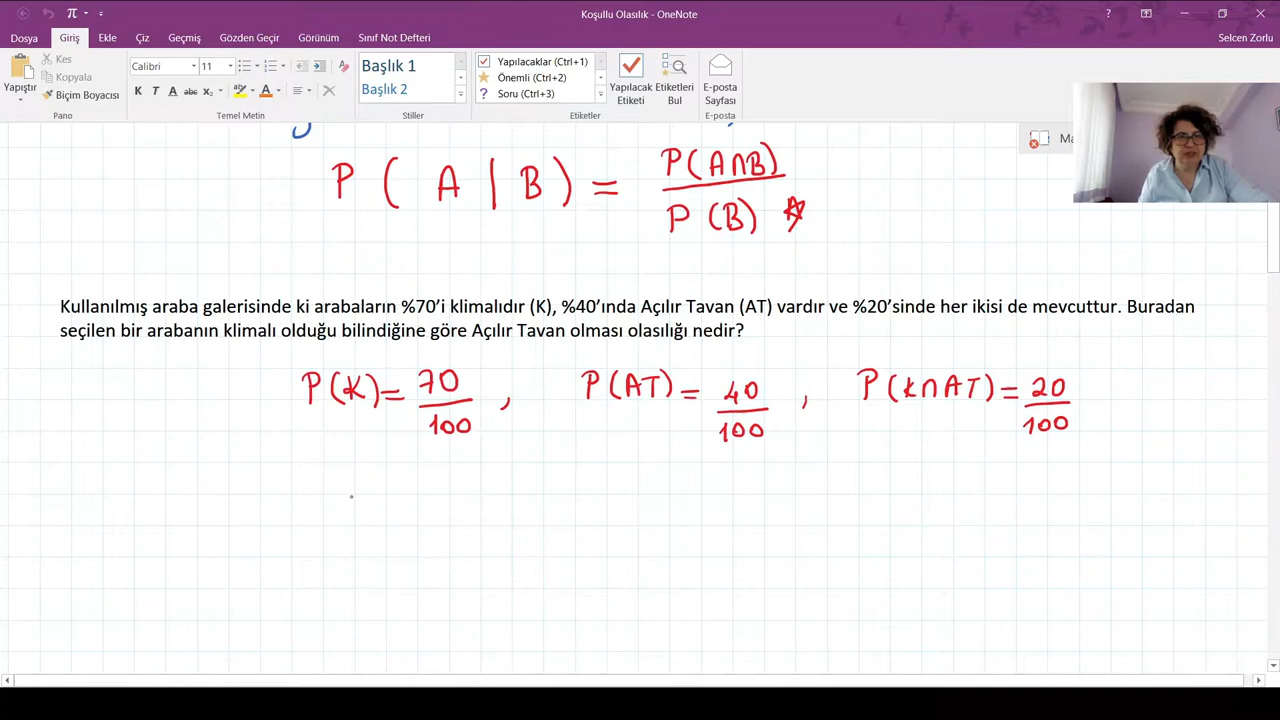 π
Koşullu Olasılık - OneNote
?
Dosya
Giriş
Ekle
Çiz
Geçmiş
Gözden Geçir
Görünüm
Sınıf Not Defteri
Selcen Zorlu
Yapıştır
Kes
Kopyala
Biçim Boyacısı
Pano
Calibri
11
K T A abc x₂
A
Temel Metin
Başlık 1
Başlık 2
Stiller
Yapılacaklar (Ctrl+1)
Önemli (Ctrl+2)
Soru (Ctrl+3)
Yapılacak
Etiketi
Etiketleri
Bul
Etiketler
E-posta
Sayfası
E-posta
Ma
P ( A | B ) = P(A∩B) / P(B)
Kullanılmış araba galerisinde ki arabaların %70’i klimalıdır (K), %40’ında Açılır Tavan (AT) vardır ve %20’sinde her ikisi de mevcuttur. Buradan
seçilen bir arabanın klimalı olduğu bilindiğine göre Açılır Tavan olması olasılığı nedir?
P(K) = 70/100 , P(AT) = 40/100 , P(K∩AT) = 20/100